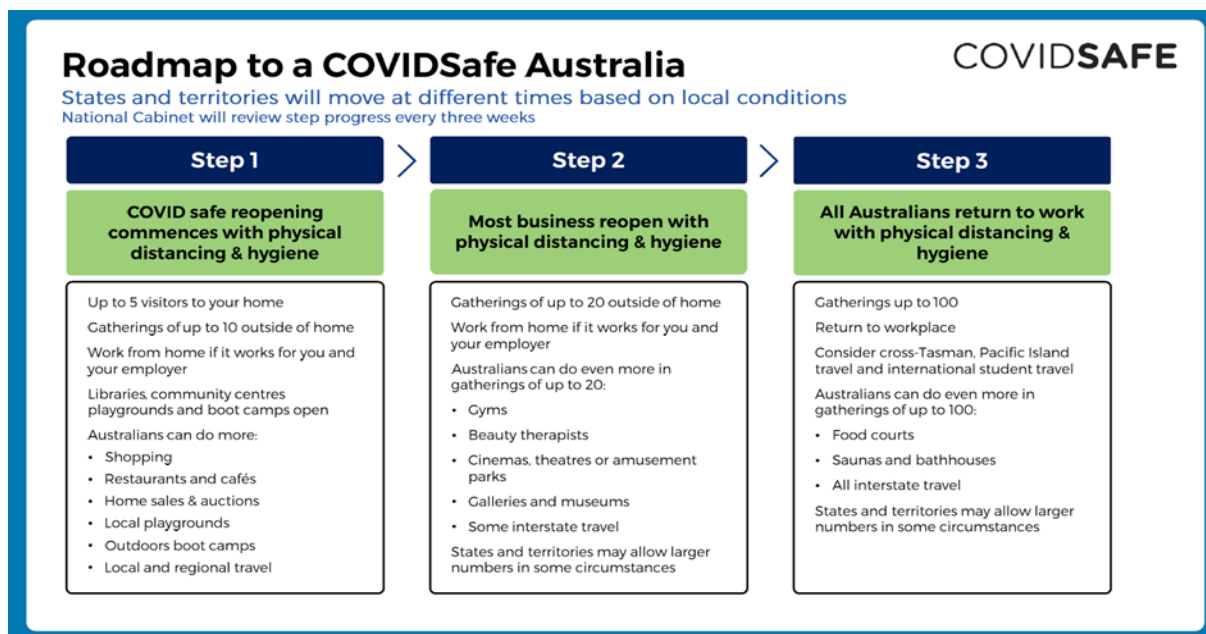 Roadmap to a COVIDSafe Australia
COVIDSAFE
States and territories will move at different times based on local conditions
National Cabinet will review step progress every three weeks
Step 1
COVID safe reopening
commences with physical
distancing & hygiene
Up to 5 visitors to your home
Gatherings of up to 10 outside of home
Work from home if it works for you and
your employer
Libraries, community centres
playgrounds and boot camps open
Australians can do more:
• Shopping
• Restaurants and cafés
• Home sales & auctions
• Local playgrounds
• Outdoors boot camps
• Local and regional travel
Step 2
Most business reopen with
physical distancing & hygiene
Gatherings of up to 20 outside of home
Work from home if it works for you and
your employer
Australians can do even more in
gatherings of up to 20:
• Gyms
• Beauty therapists
• Cinemas, theatres or amusement
parks
• Galleries and museums
• Some interstate travel
States and territories may allow larger
numbers in some circumstances
Step 3
All Australians return to work
with physical distancing &
hygiene
Gatherings up to 100
Return to workplace
Consider cross-Tasman, Pacific Island
travel and international student travel
Australians can do even more in
gatherings of up to 100:
• Food courts
• Saunas and bathhouses
• All interstate travel
States and territories may allow larger
numbers in some circumstances